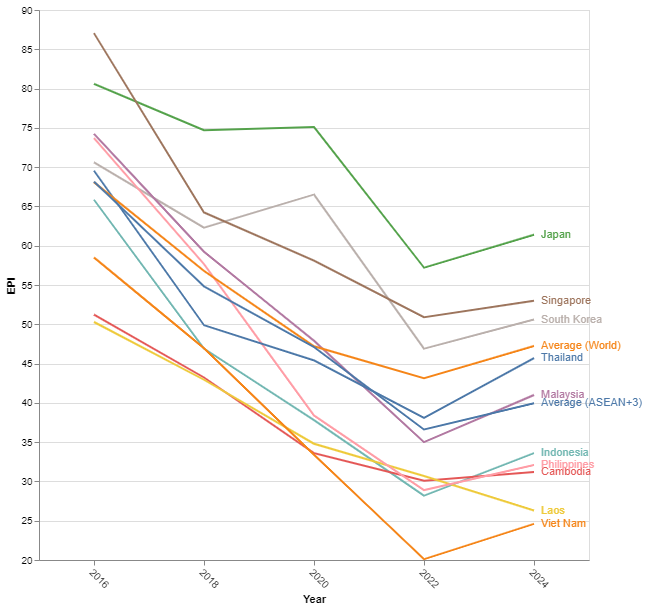 90
85
80
75
70
65
60
55
50
45
40
35
30
25
20
EPI
Japan
Singapore
South Korea
Average (World)
Thailand
Malaysia
Average (ASEAN+3)
Indonesia
Philippines
Cambodia
Laos
Viet Nam
2016
2018
2020
2022
2024
Year